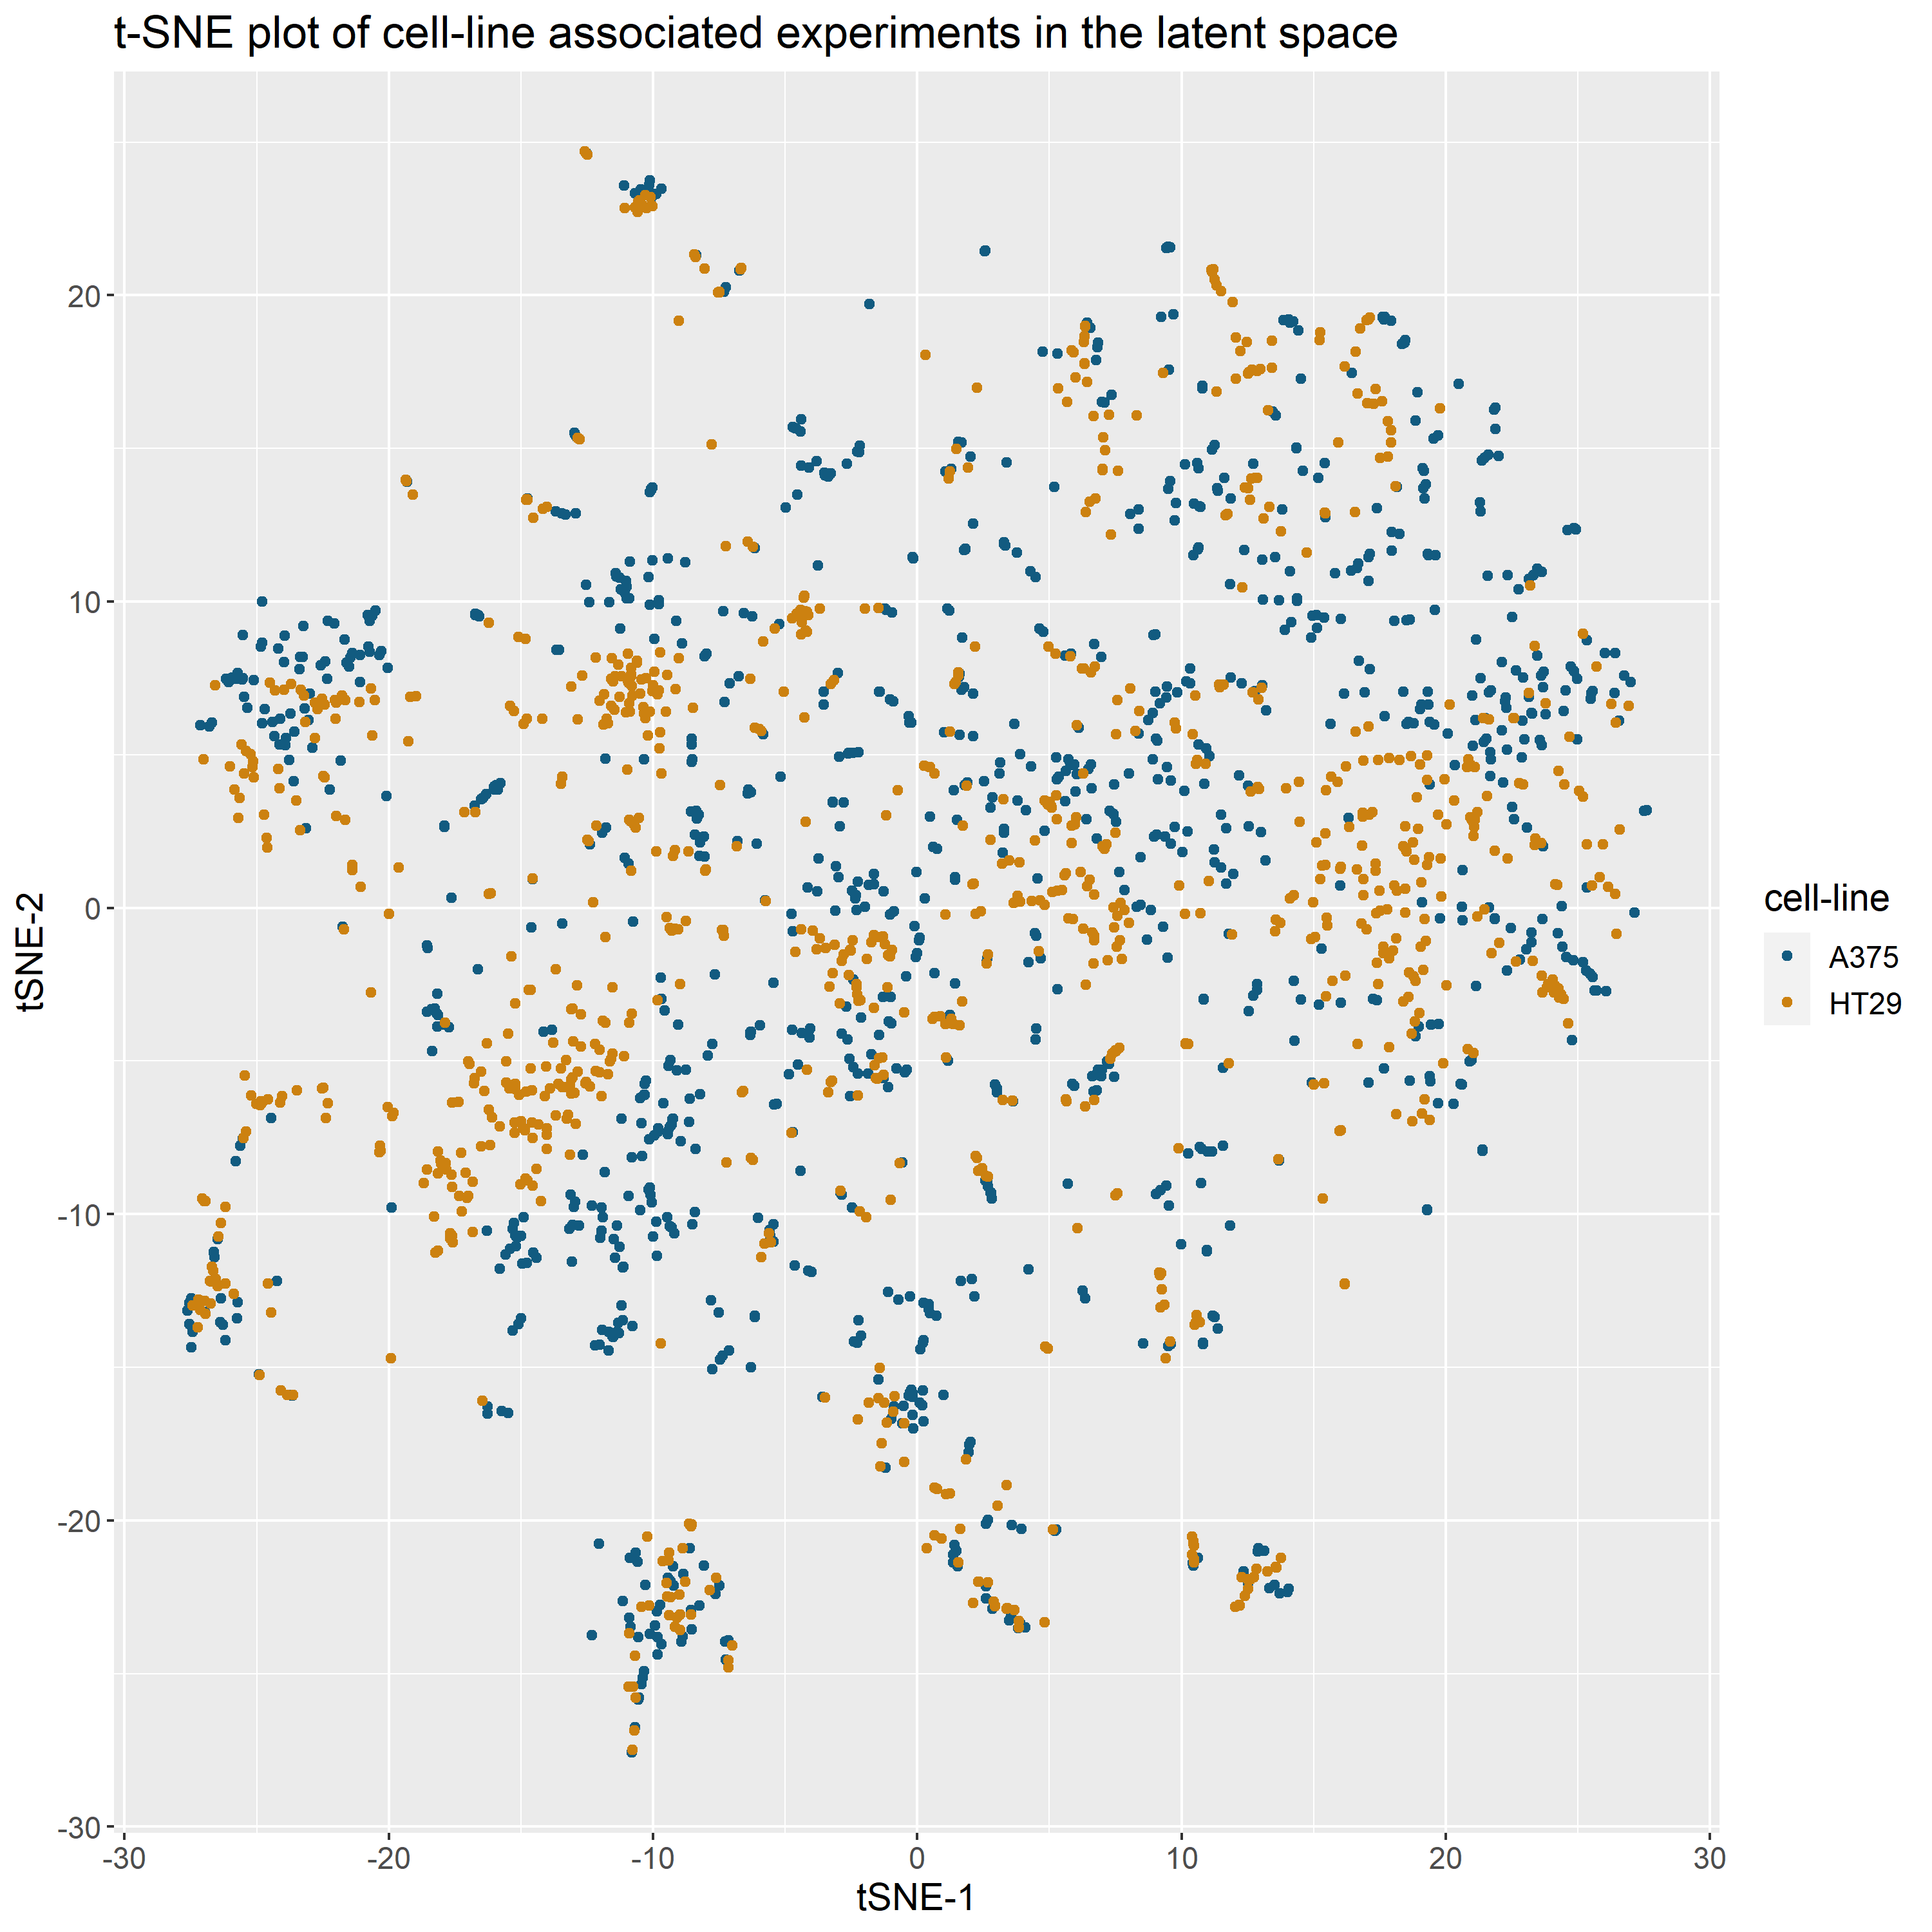 t-SNE plot of cell-line associated experiments in the latent space
20
10
0
-10
-20
-30
tSNE-2
-30
-20
-10
0
10
20
30
tSNE-1
cell-line
A375
HT29